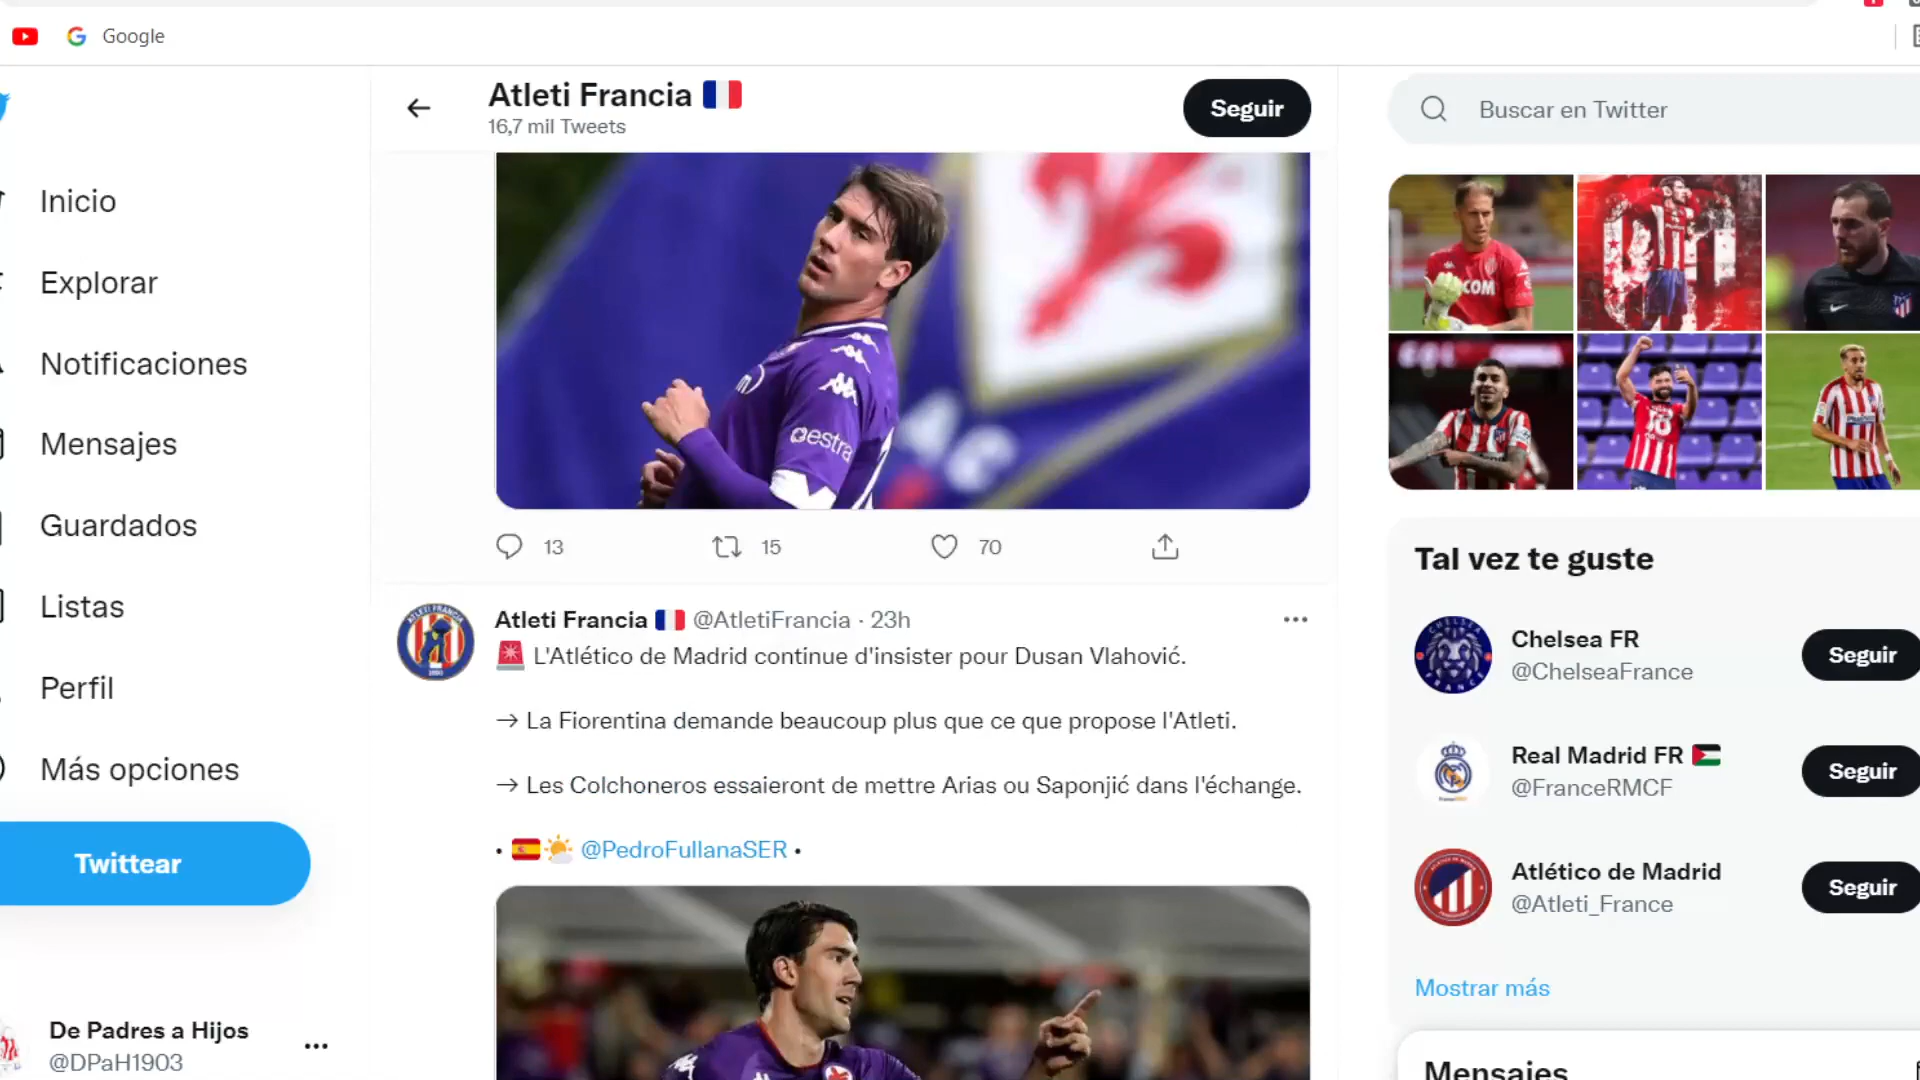 Google
Atleti Francia 🇫🇷
16,7 mil Tweets
Seguir
Buscar en Twitter
Inicio
Explorar
Notificaciones
Mensajes
Guardados
Listas
Perfil
Más opciones
Twittear
De Padres a Hijos
@DPaH1903
estra
13
15
70
Atleti Francia 🇫🇷 @AtletiFrancia · 23h
🚨 L'Atlético de Madrid continue d'insister pour Dusan Vlahović.
→ La Fiorentina demande beaucoup plus que ce que propose l'Atleti.
→ Les Colchoneros essaieront de mettre Arias ou Saponjić dans l'échange.
• 🇪🇸🌤 @PedroFullanaSER •
Tal vez te guste
Chelsea FR
@ChelseaFrance
Seguir
Real Madrid FR 🇵🇸
@FranceRMCF
Seguir
Atlético de Madrid
@Atleti_France
Seguir
Mostrar más
Mensajes